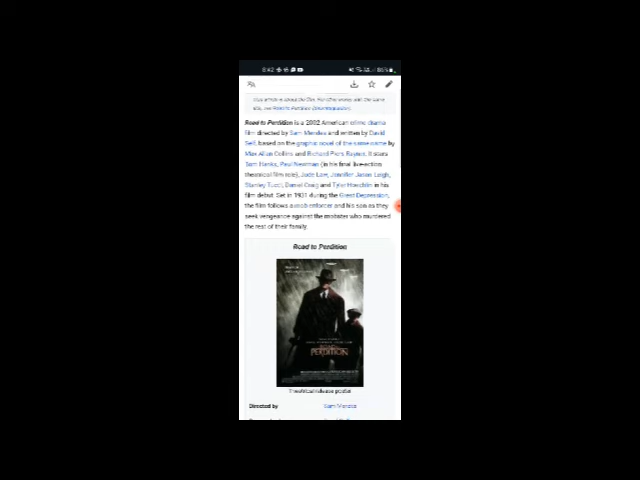 Road to Perdition is a 2002 American crime drama
film directed by Sam Mendes and written by David
Self, based on the graphic novel of the same name by
Max Allan Collins and Richard Piers Rayner. It stars
Tom Hanks, Paul Newman (in his final live-action
theatrical film role), Jude Law, Jennifer Jason Leigh,
Stanley Tucci, Daniel Craig and Tyler Hoechlin in his
film debut. Set in 1931 during the Great Depression,
the film follows a mob enforcer and his son as they
seek vengeance against the mobster who murdered
the rest of their family.
Road to Perdition
PERDITION
Theatrical release poster
Directed by Sam Mendes